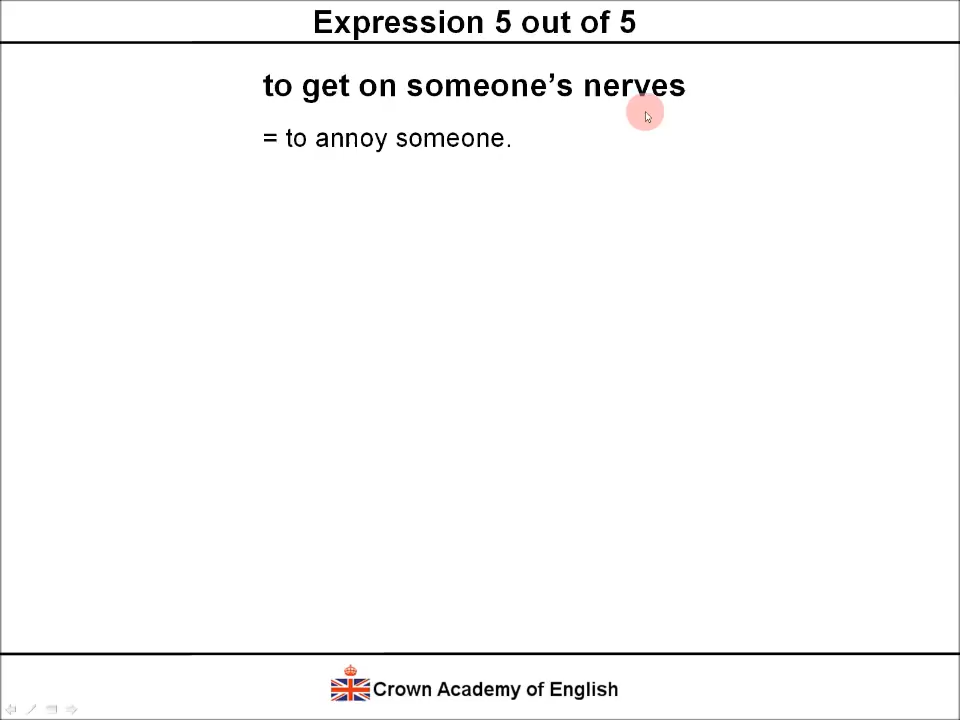 Expression 5 out of 5
to get on someone’s nerves
= to annoy someone.
Crown Academy of English